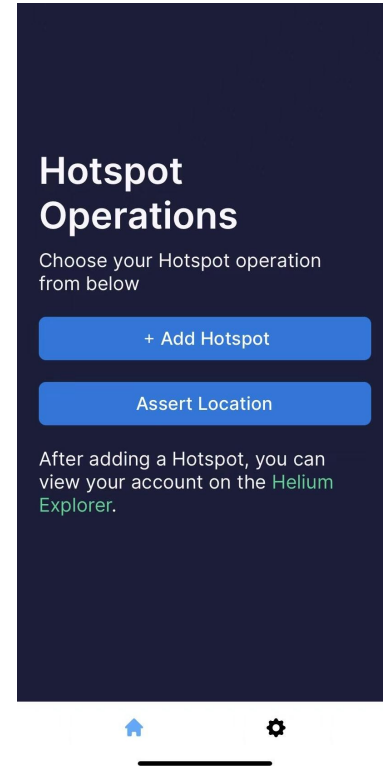 Hotspot
Operations
Choose your Hotspot operation
from below
+ Add Hotspot
Assert Location
After adding a Hotspot, you can
view your account on the Helium
Explorer.